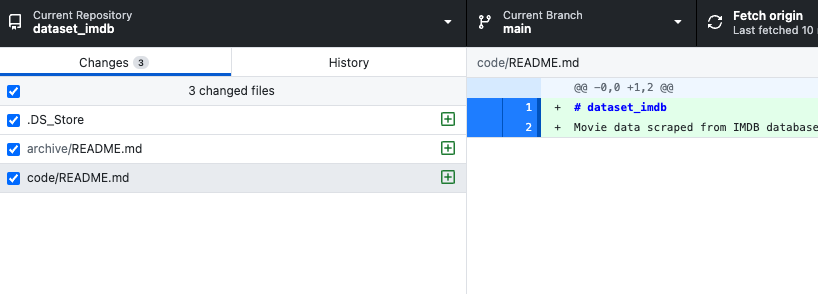 Current Repository
dataset_imdb
Current Branch
main
Fetch origin
Last fetched 10
Changes 3
History
3 changed files
.DS_Store
archive/README.md
code/README.md
code/README.md
@@ -0,0 +1,2 @@
1 + # dataset_imdb
2 + Movie data scraped from IMDB database